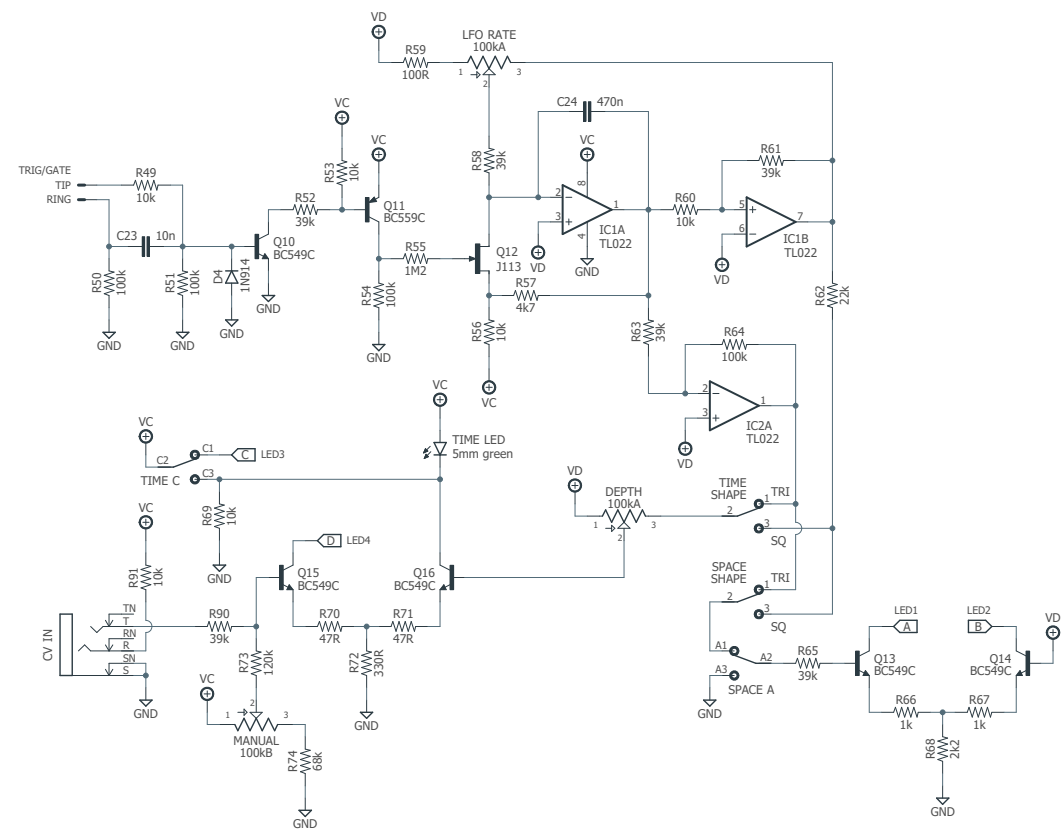 VD
R59
100R
LFO RATE
100kA
1
2
3
VC
R53
10k
VC
R58
39k
C24 470n
VC
R61
39k
TRIG/GATE
TIP
RING
R49
10k
R52
39k
Q11
BC559C
2
3
8
4
1
IC1A
TL022
VD
GND
R60
10k
5
6
7
IC1B
TL022
VD
C23 10n
R50
100k
R51
100k
D4
1N914
Q10
BC549C
GND
GND
GND
GND
R55
1M2
R54
100k
GND
Q12
J113
R57
4k7
R56
10k
VC
R63
39k
R62
22k
R64
100k
2
3
1
IC2A
TL022
VD
VC
C2
C1
C3
C LED3
TIME C
VC
TIME LED
5mm green
R69
10k
GND
VD
DEPTH
100kA
1
2
3
TIME
SHAPE
2
1
3
TRI
SQ
VC
R91
10k
D LED4
Q15
BC549C
Q16
BC549C
SPACE
SHAPE
2
1
3
TRI
SQ
CV IN
TN
T
RN
R
SN
S
GND
R90
39k
R73
120k
R70
47R
R71
47R
R72
330R
GND
VC
1
2
3
MANUAL
100kB
R74
68k
GND
A1
A2
A3
SPACE A
GND
R65
39k
LED1
A
LED2
B
VD
Q13
BC549C
Q14
BC549C
R66
1k
R67
1k
R68
2k2
GND